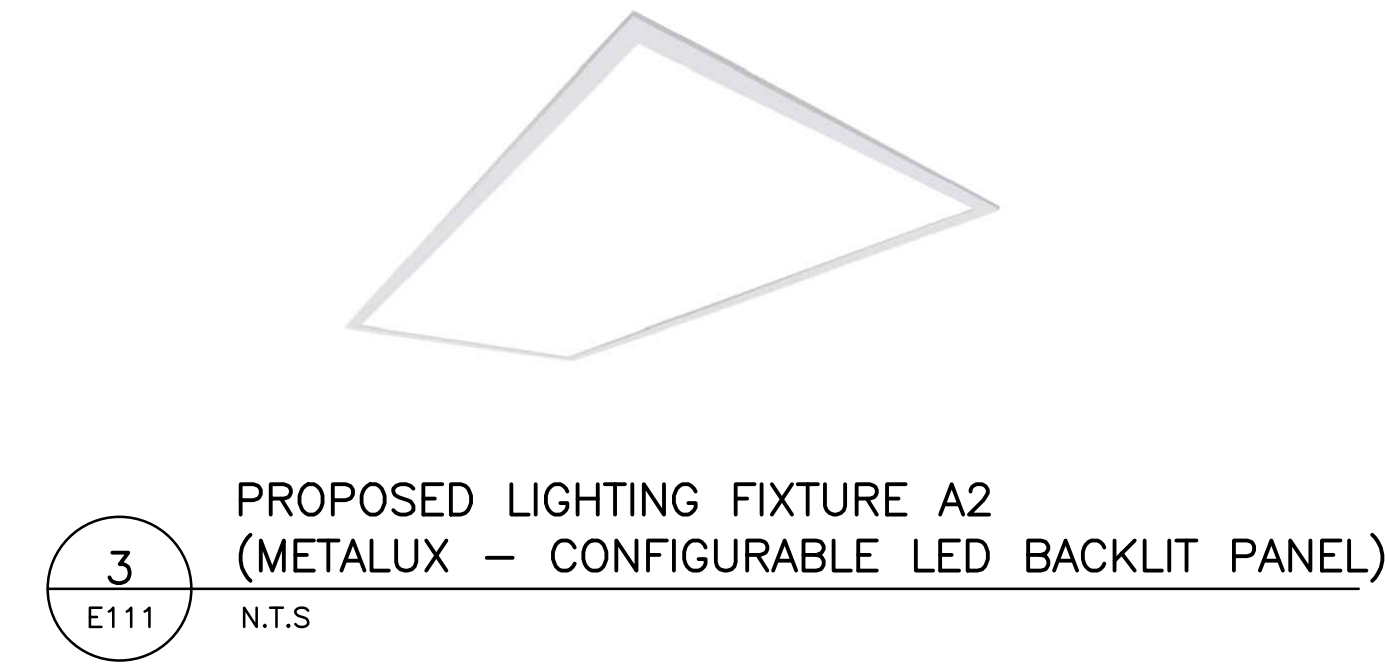 PROPOSED LIGHTING FIXTURE A2
(METALUX – CONFIGURABLE LED BACKLIT PANEL)
3
E111
N.T.S